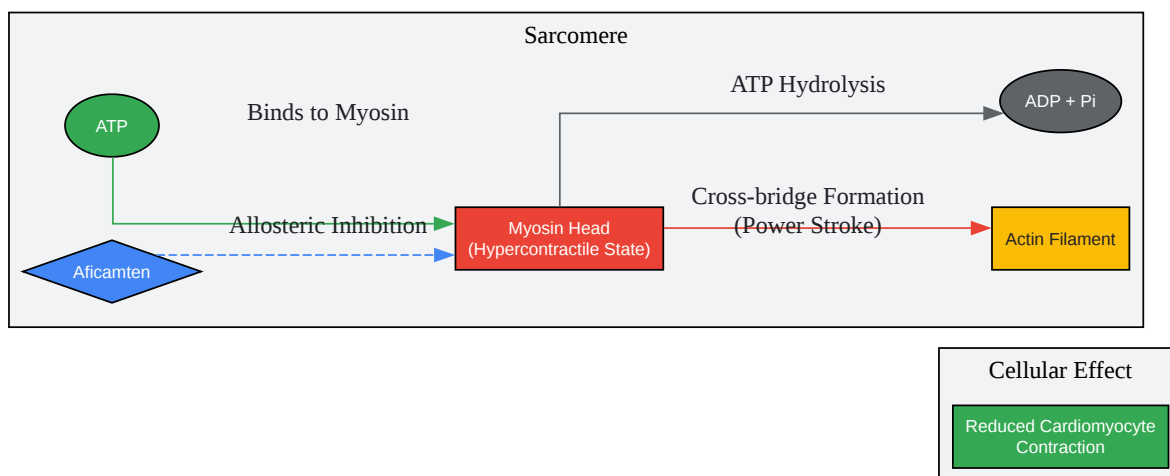 Sarcomere
ATP
Binds to Myosin
ATP Hydrolysis
ADP + Pi
Allosteric Inhibition
Aficamten
Myosin Head
(Hypercontractile State)
Cross-bridge Formation
(Power Stroke)
Actin Filament
Cellular Effect
Reduced Cardiomyocyte
Contraction